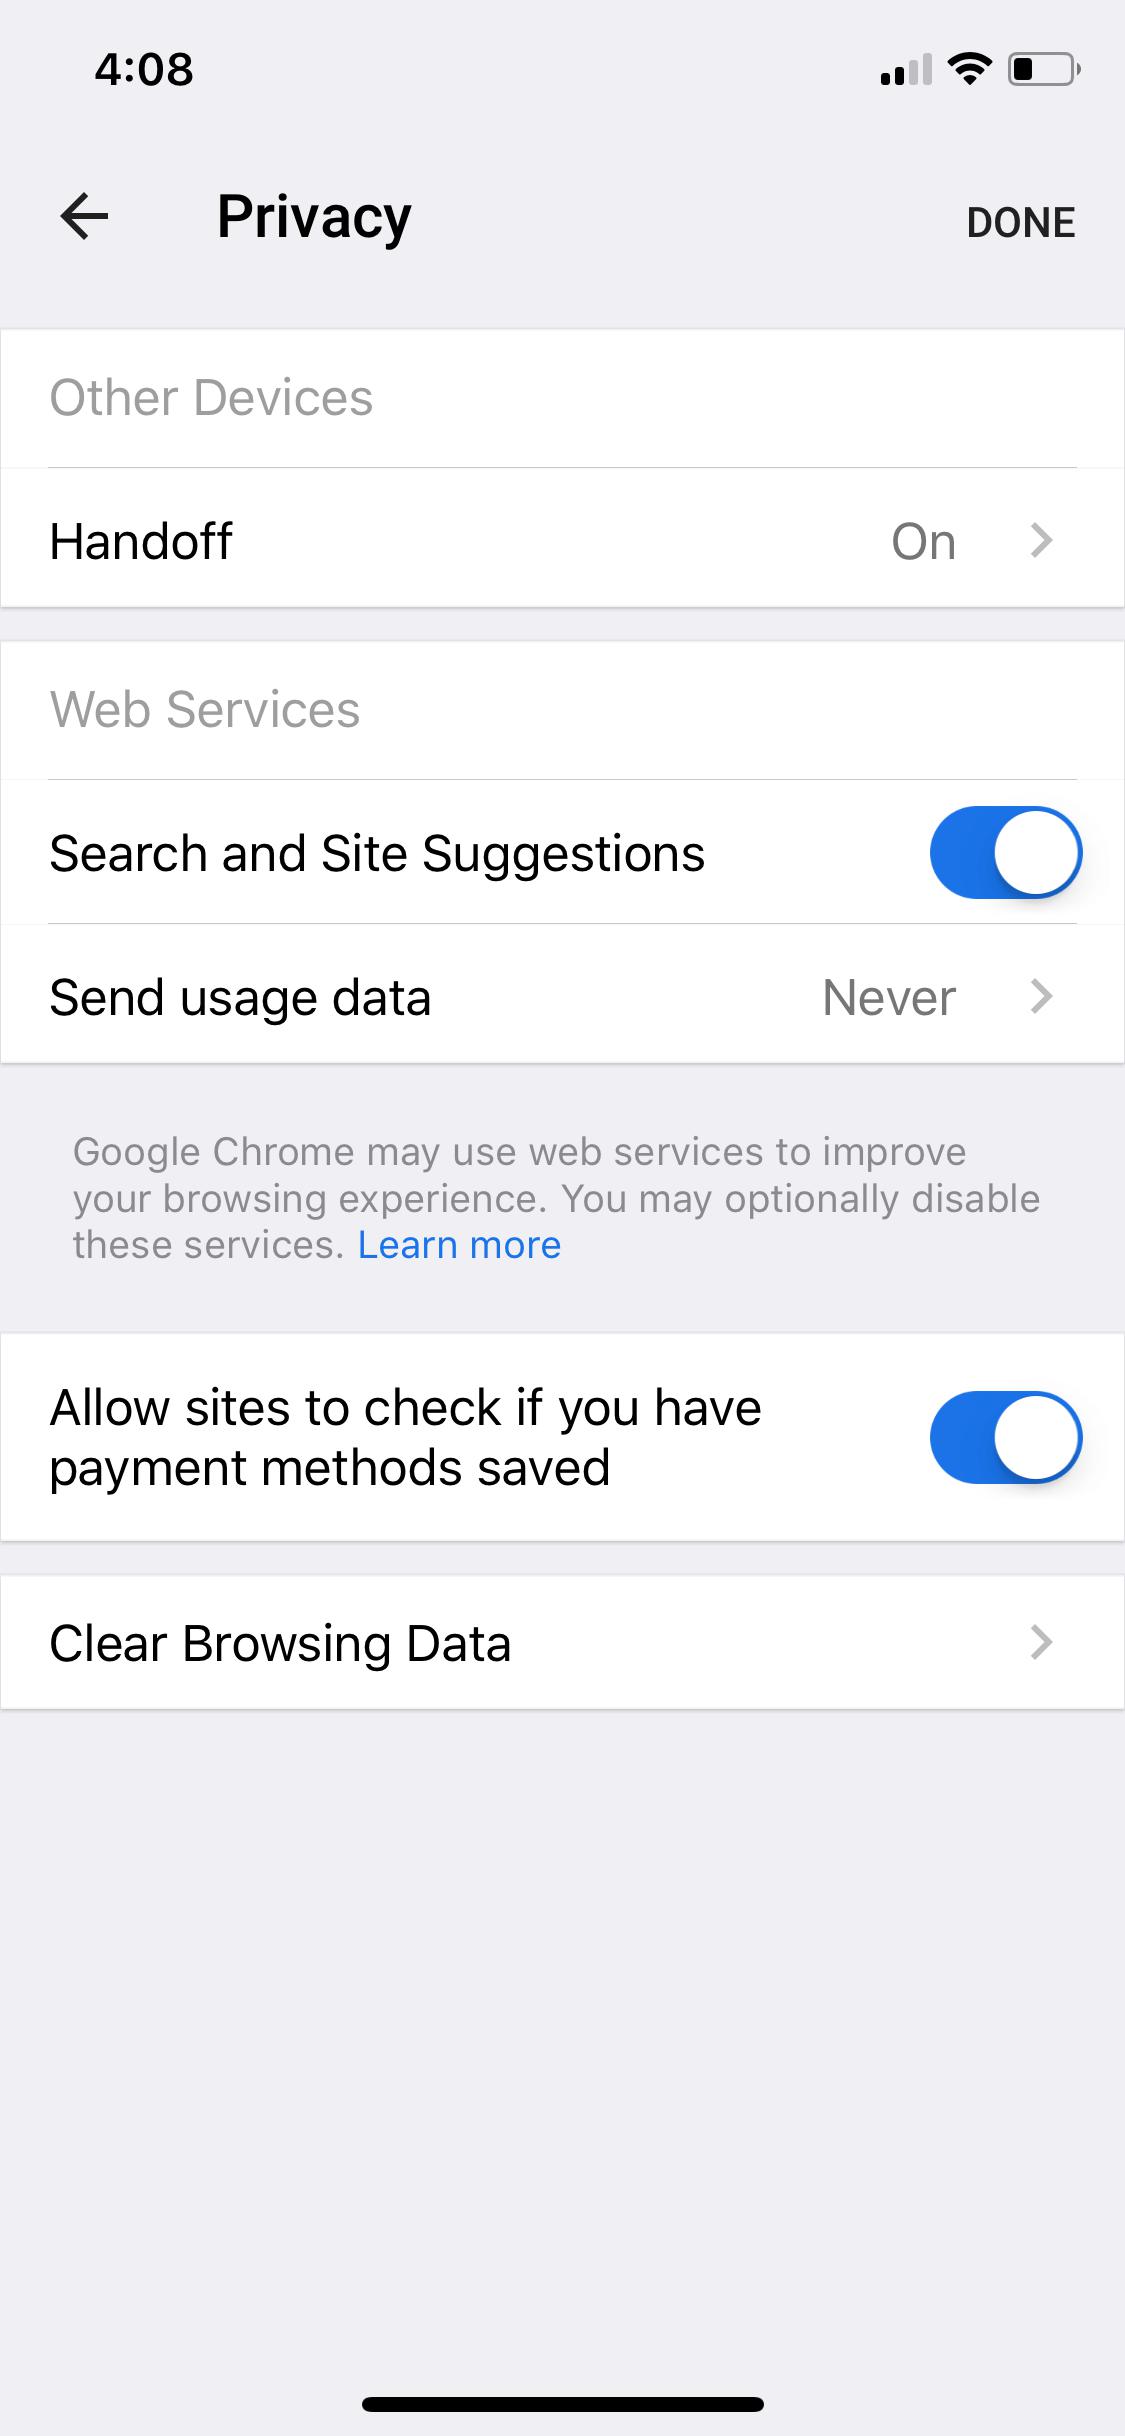 4:08
Privacy
DONE
Other Devices
Handoff On
Web Services
Search and Site Suggestions
Send usage data Never
Google Chrome may use web services to improve
your browsing experience. You may optionally disable
these services. Learn more
Allow sites to check if you have
payment methods saved
Clear Browsing Data